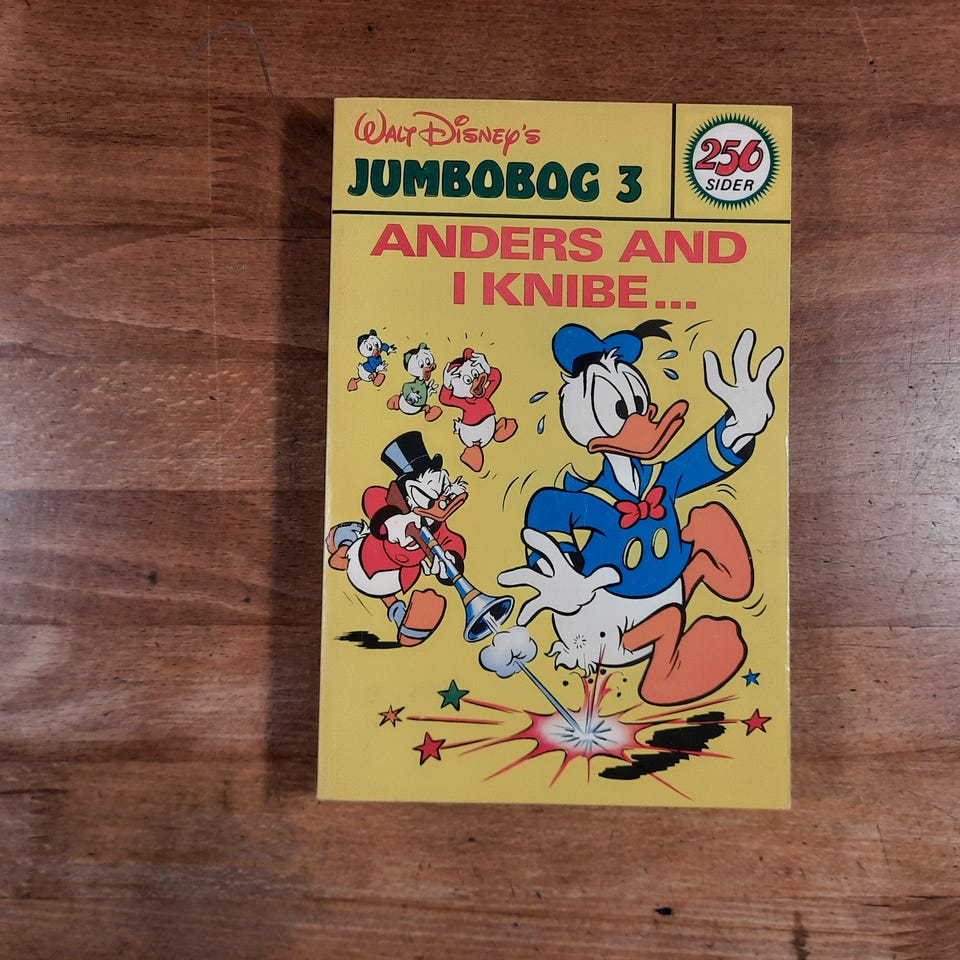 Walt Disney's
JUMBOBOG 3
256
SIDER
ANDERS AND
I KNIBE...